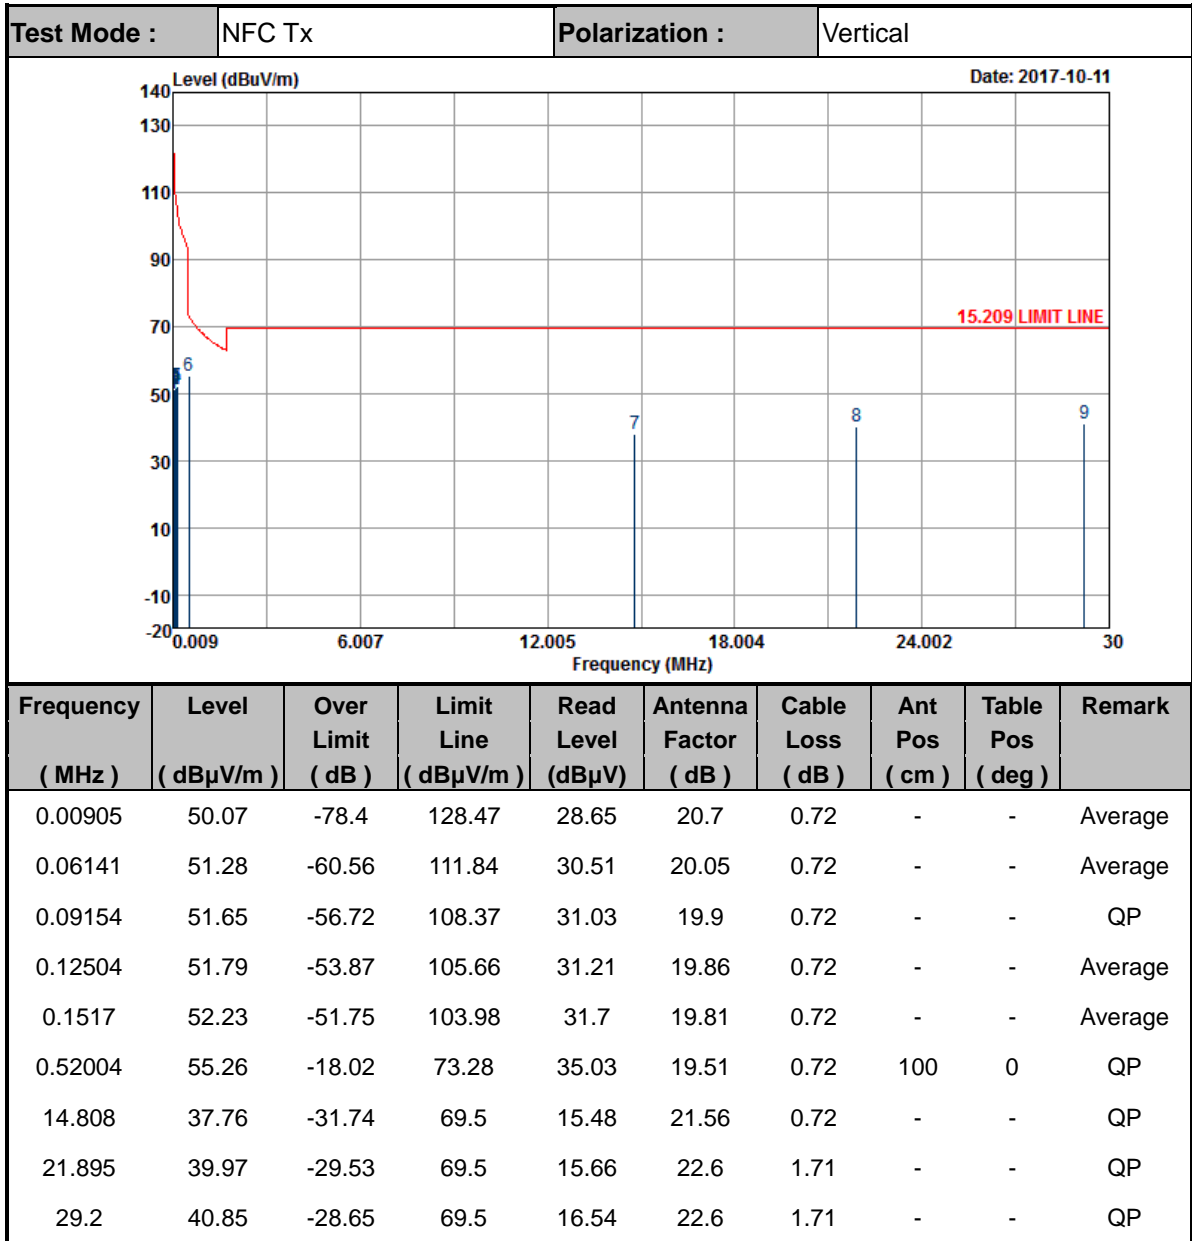 Test Mode : NFC Tx Polarization : Vertical
Level (dBuV/m) Date: 2017-10-11
140
130
110
90
70
50
30
10
-10
-20
15.209 LIMIT LINE
6
7
8
9
0.009 6.007 12.005 18.004 24.002 30
Frequency (MHz)
Frequency Level Over Limit Read Antenna Cable Ant Table Remark
Limit Line Level Factor Loss Pos Pos
( MHz ) ( dBµV/m ) ( dB ) ( dBµV/m ) (dBµV) ( dB ) ( dB ) ( cm ) ( deg )
0.00905 50.07 -78.4 128.47 28.65 20.7 0.72 - - Average
0.06141 51.28 -60.56 111.84 30.51 20.05 0.72 - - Average
0.09154 51.65 -56.72 108.37 31.03 19.9 0.72 - - QP
0.12504 51.79 -53.87 105.66 31.21 19.86 0.72 - - Average
0.1517 52.23 -51.75 103.98 31.7 19.81 0.72 - - Average
0.52004 55.26 -18.02 73.28 35.03 19.51 0.72 100 0 QP
14.808 37.76 -31.74 69.5 15.48 21.56 0.72 - - QP
21.895 39.97 -29.53 69.5 15.66 22.6 1.71 - - QP
29.2 40.85 -28.65 69.5 16.54 22.6 1.71 - - QP